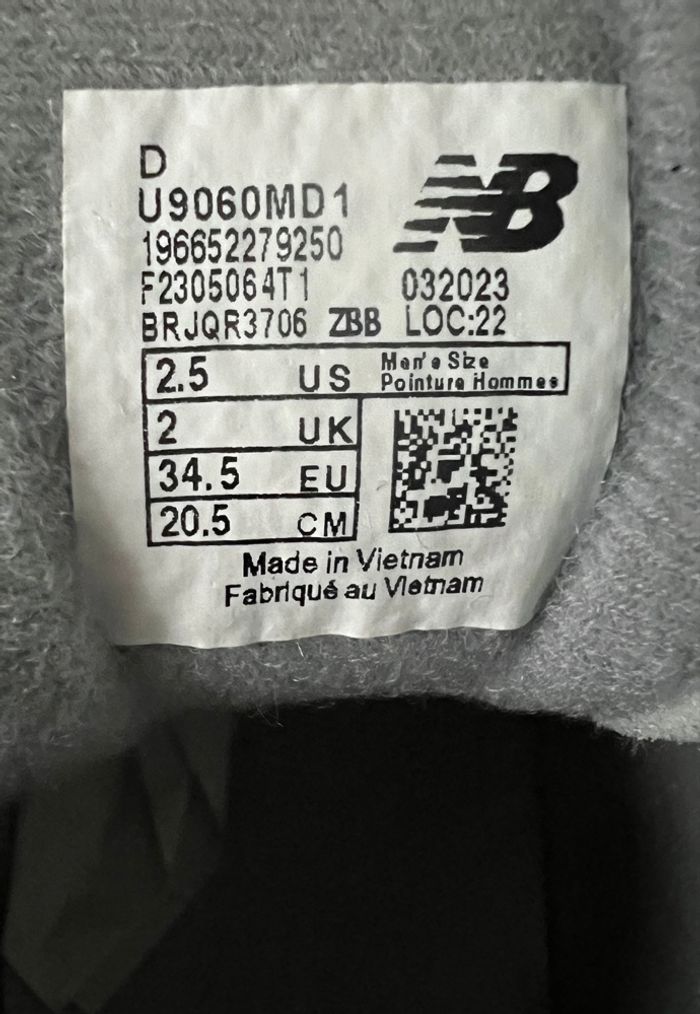 D
U9060MD1
NB
196652279250
F2305064T1 032023
BRJQR3706 ZBB LOC:22
2.5 US Men's Size
Pointure Hommes
2 UK
34.5 EU
20.5 CM
Made in Vietnam
Fabriqué au Vietnam